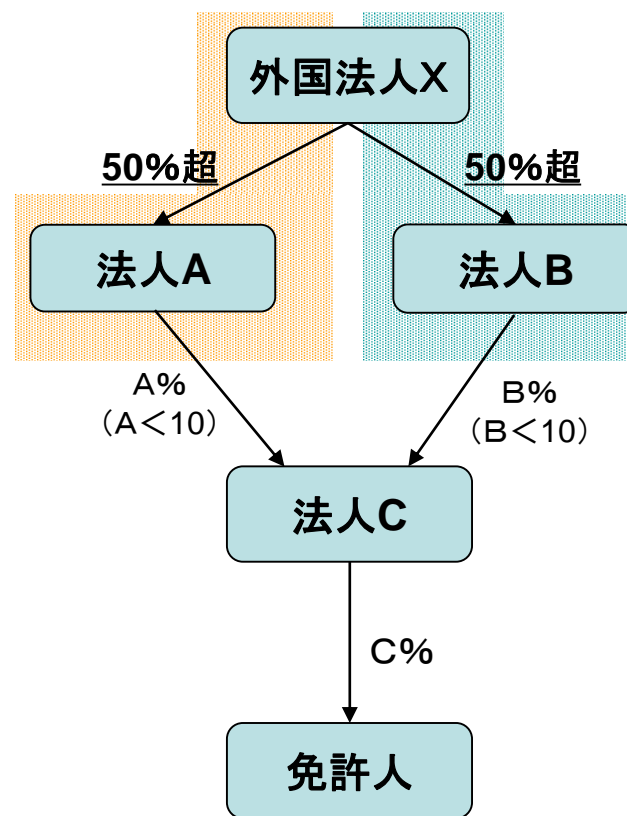 外国法人X
50%超
50%超
法人A
法人B
A%
（A＜10）
B%
（B＜10）
法人C
C%
免許人